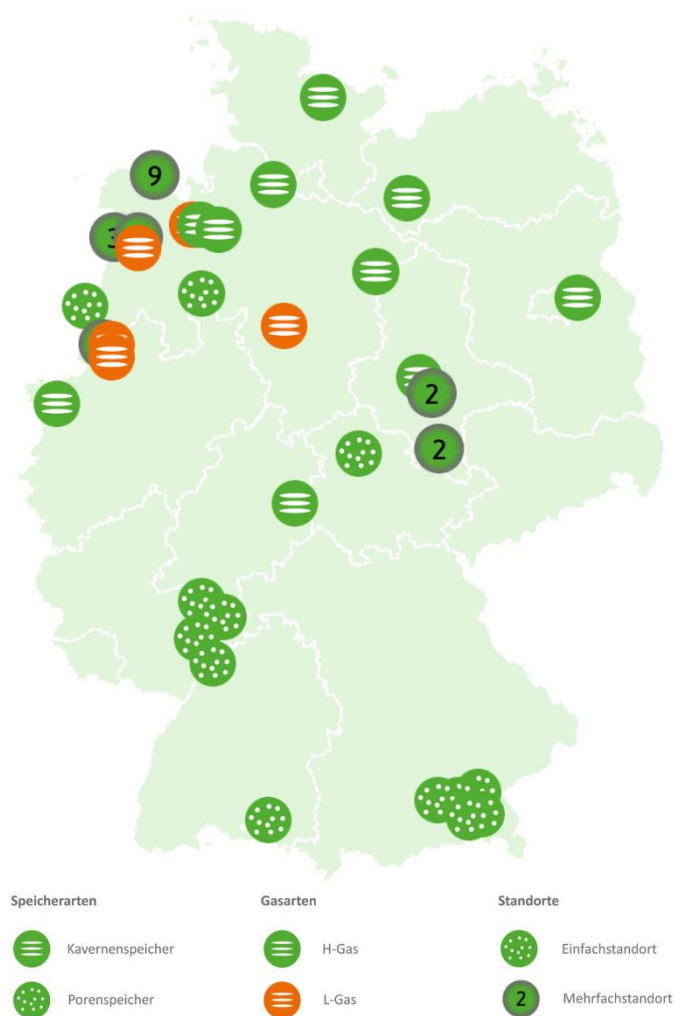 9
3
2
2
Speicherarten Gasarten Standorte
Kavernenspeicher H-Gas Einfachstandort
Porenspeicher L-Gas 2 Mehrfachstandort